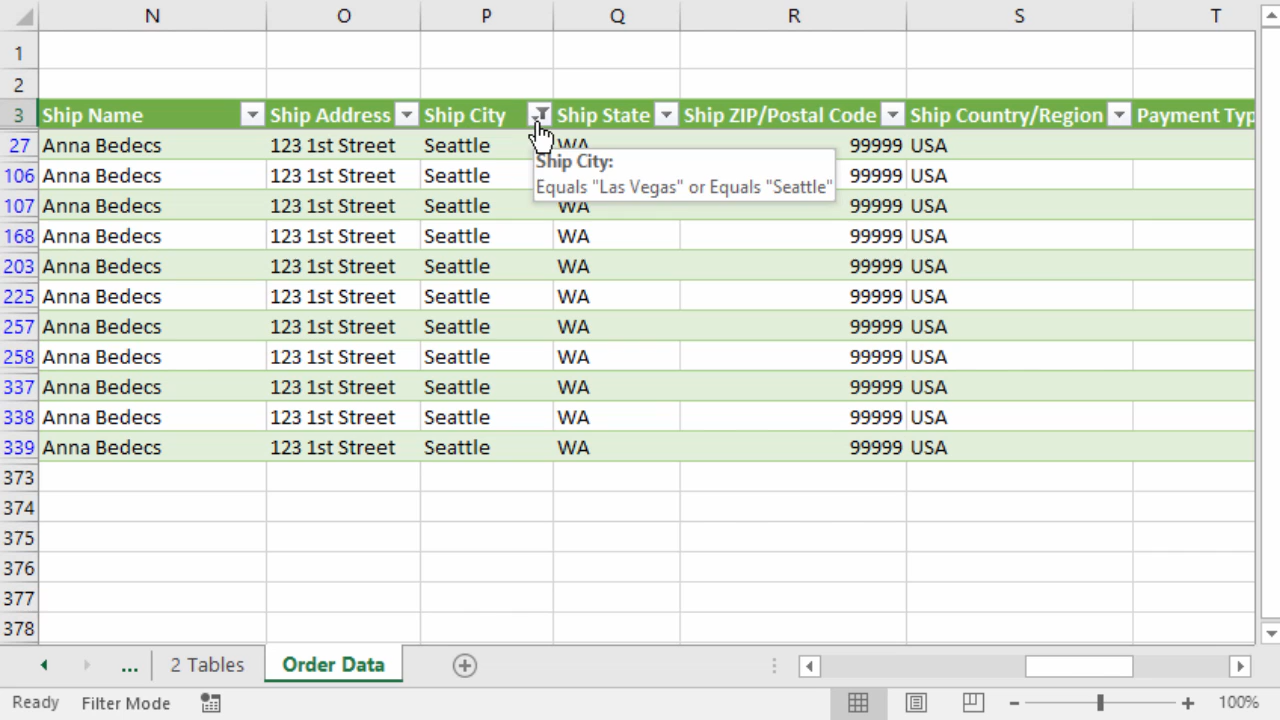 N O P Q R S T
1
2
3 Ship Name Ship Address Ship City Ship State Ship ZIP/Postal Code Ship Country/Region Payment Typ
27 Anna Bedecs 123 1st Street Seattle WA 99999 USA
Ship City:
106 Anna Bedecs 123 1st Street Seattle 99999 USA
Equals "Las Vegas" or Equals "Seattle"
107 Anna Bedecs 123 1st Street Seattle WA 99999 USA
168 Anna Bedecs 123 1st Street Seattle WA 99999 USA
203 Anna Bedecs 123 1st Street Seattle WA 99999 USA
225 Anna Bedecs 123 1st Street Seattle WA 99999 USA
257 Anna Bedecs 123 1st Street Seattle WA 99999 USA
258 Anna Bedecs 123 1st Street Seattle WA 99999 USA
337 Anna Bedecs 123 1st Street Seattle WA 99999 USA
338 Anna Bedecs 123 1st Street Seattle WA 99999 USA
339 Anna Bedecs 123 1st Street Seattle WA 99999 USA
373
374
375
376
377
378
... 2 Tables Order Data
Ready Filter Mode 100%